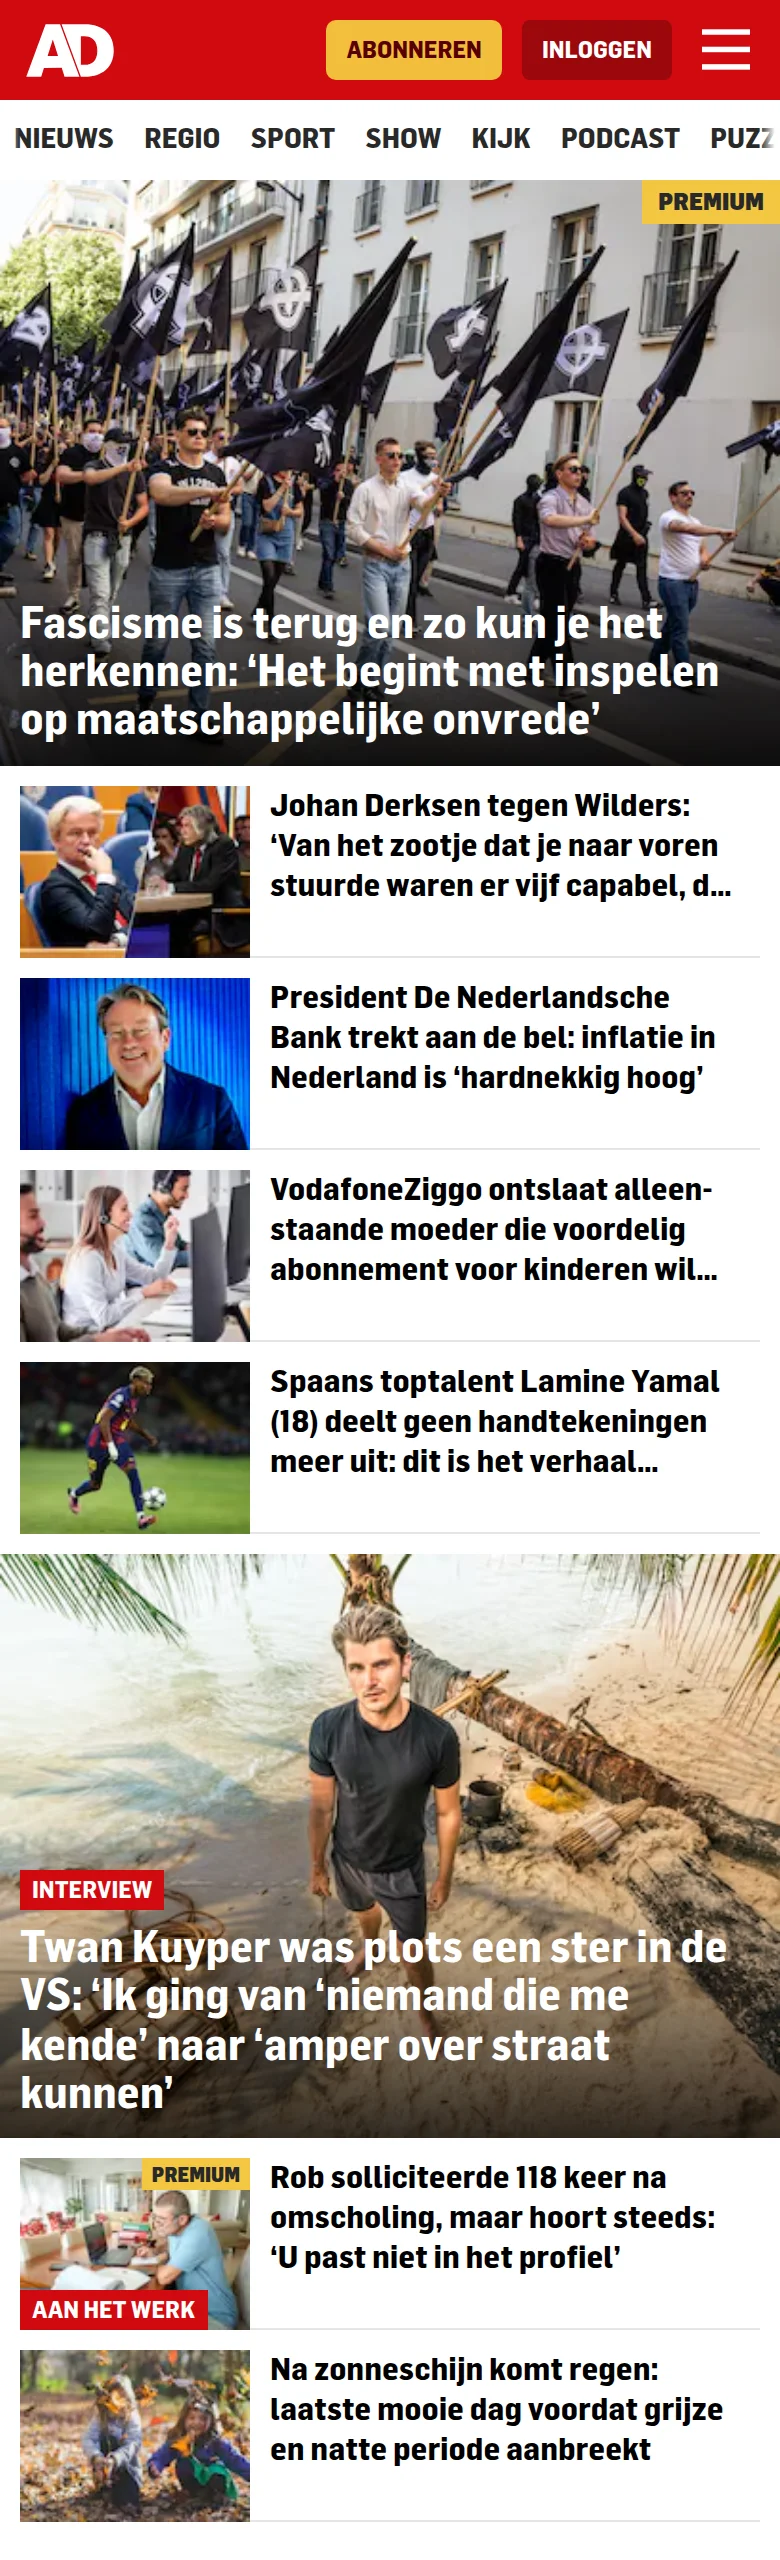 AD
ABONNEREN
INLOGGEN
NIEUWS REGIO SPORT SHOW KIJK PODCAST PUZZ
PREMIUM
Fascisme is terug en zo kun je het
herkennen: ‘Het begint met inspelen
op maatschappelijke onvrede’
Johan Derksen tegen Wilders:
‘Van het zootje dat je naar voren
stuurde waren er vijf capabel, d...
President De Nederlandsche
Bank trekt aan de bel: inflatie in
Nederland is ‘hardnekkig hoog’
VodafoneZiggo ontslaat alleen-
staande moeder die voordelig
abonnement voor kinderen wil...
Spaans toptalent Lamine Yamal
(18) deelt geen handtekeningen
meer uit: dit is het verhaal...
INTERVIEW
Twan Kuyper was plots een ster in de
VS: ‘Ik ging van ‘niemand die me
kende’ naar ‘amper over straat
kunnen’
PREMIUM
AAN HET WERK
Rob solliciteerde 118 keer na
omscholing, maar hoort steeds:
‘U past niet in het profiel’
Na zonneschijn komt regen:
laatste mooie dag voordat grijze
en natte periode aanbreekt